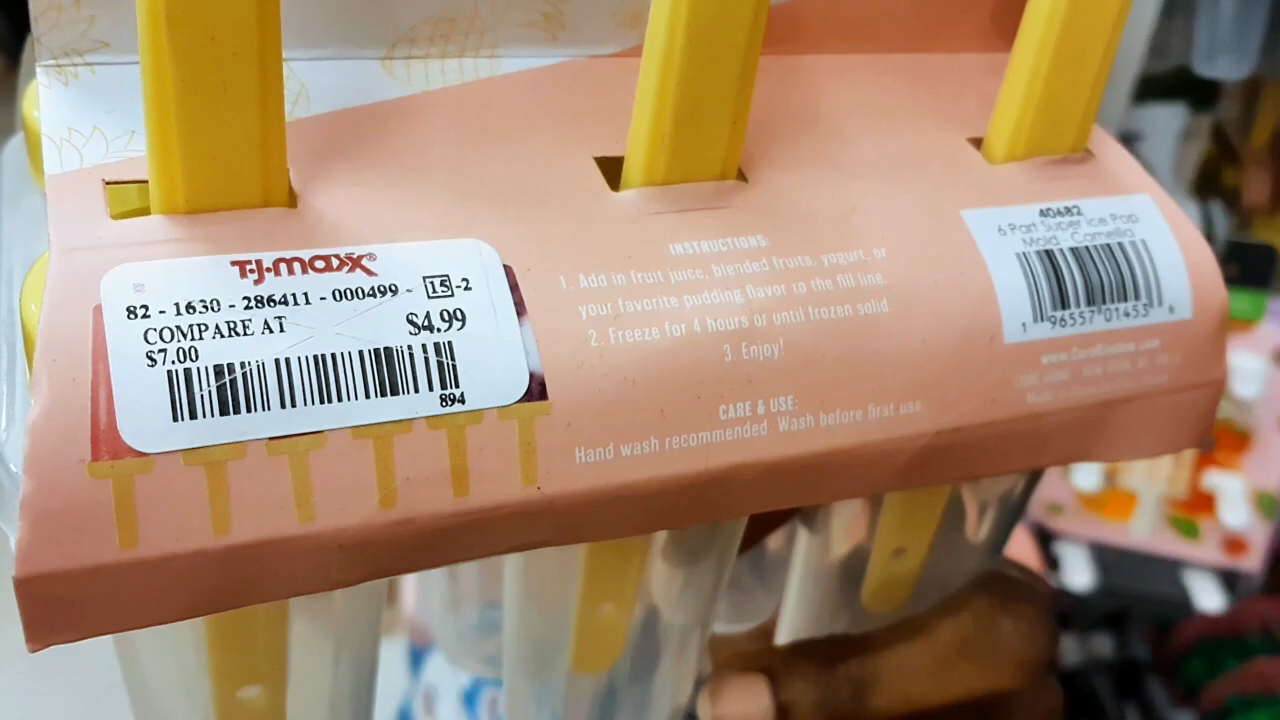 T·J·maxx®
82 - 1630 - 286411 - 000499 - 15 -2
COMPARE AT $4.99
$7.00
894
INSTRUCTIONS:
1. Add in fruit juice, blended fruits, yogurt, or
your favorite pudding flavor to the fill line.
2. Freeze for 4 hours or until frozen solid.
3. Enjoy!
CARE & USE:
Hand wash recommended. Wash before first use
40682
6 Part Super Ice Pop
Mold - Camellia
1 96557 01453 6